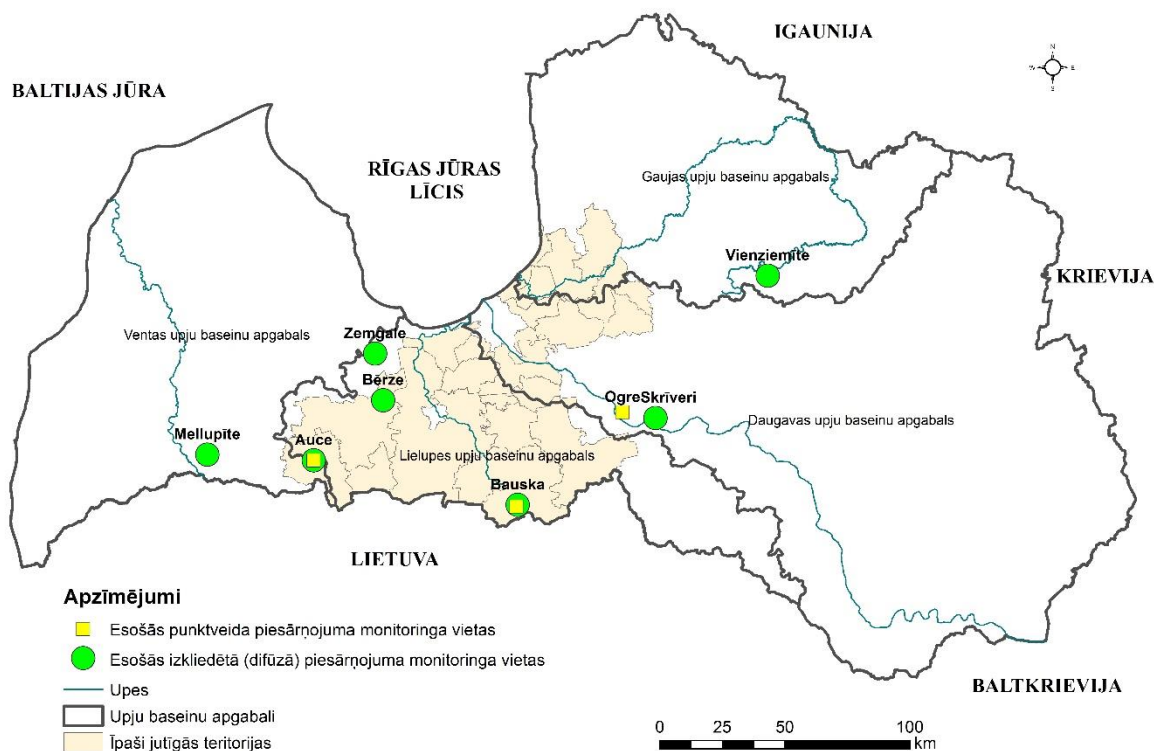 IGAUNIJA
N
W E
S
BALTIJAS JŪRA
RĪGAS JŪRAS
LĪCIS
Gaujas upju baseinu apgabals
Vienziemīte
KRIEVIJA
Ventas upju baseinu apgabals
Zemgale
Bērze
Ogre
Skrīveri
Daugavas upju baseinu apgabals
Mellupīte
Auce
Lielupes upju baseinu apgabals
Bauska
LIETUVA
Apzīmējumi
Esošās punktveida piesārņojuma monitoringa vietas
Esošās izkliedētā (difūzā) piesārņojuma monitoringa vietas
Upes
Upju baseinu apgabali
Īpaši jutīgās teritorijas
BALTKRIEVIJA
0 25 50 100
km